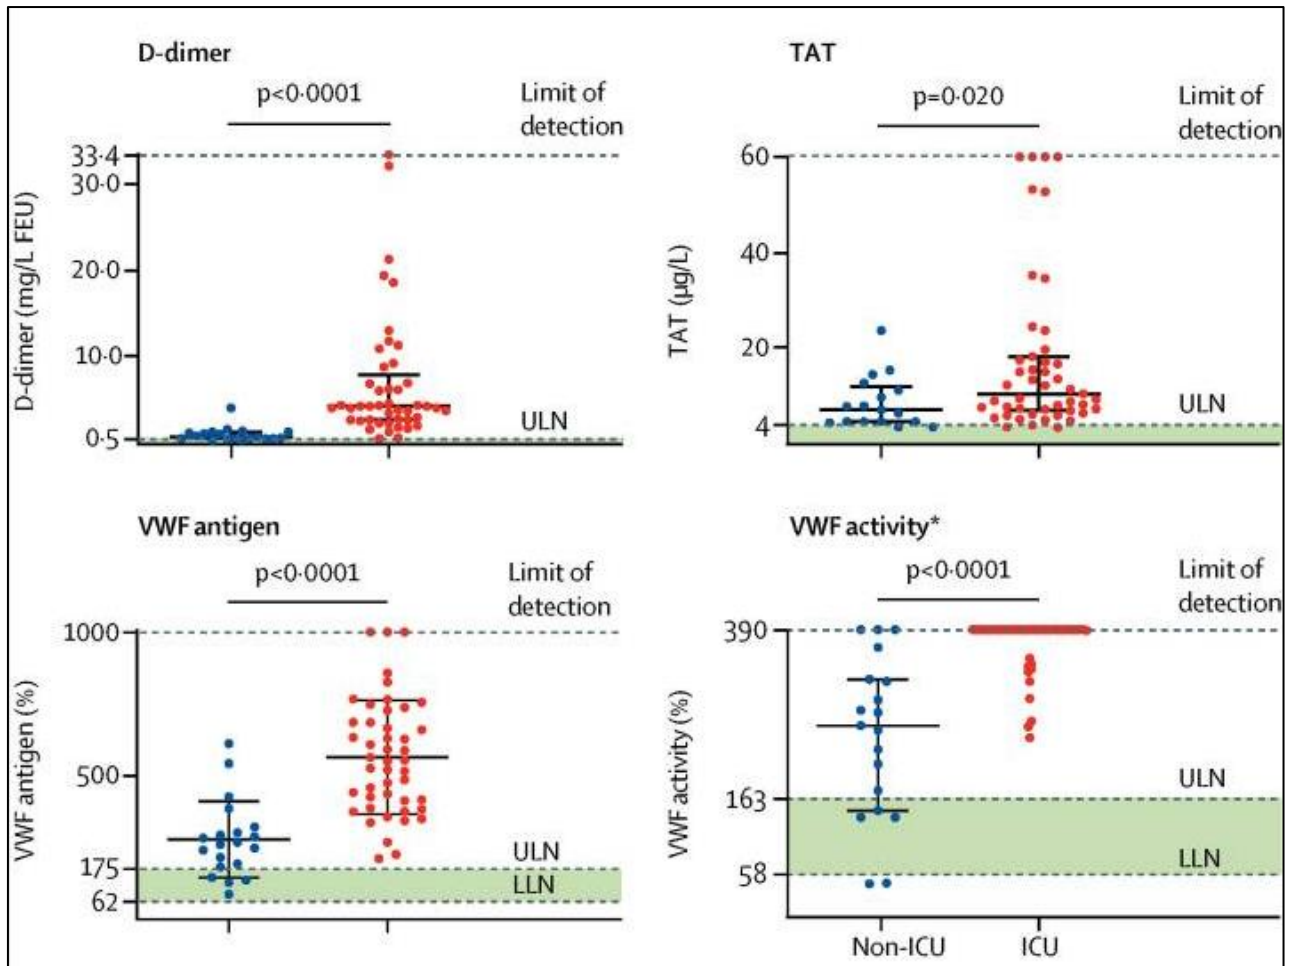 D-dimer
p<0·0001
Limit of
detection
33·4
30·0
20·0
10·0
0·5
D-dimer (mg/L FEU)
ULN
TAT
p=0·020
Limit of
detection
60
40
20
4
TAT (µg/L)
ULN
VWF antigen
p<0·0001
Limit of
detection
1000
500
175
62
VWF antigen (%)
ULN
LLN
VWF activity*
p<0·0001
Limit of
detection
390
163
58
VWF activity (%)
ULN
LLN
Non-ICU
ICU